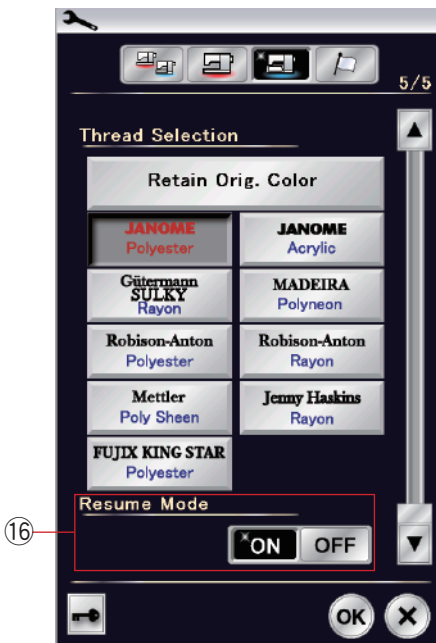 5/5
Thread Selection
Retain Orig. Color
JANOME
Polyester
JANOME
Acrylic
Gütermann
SULKY
Rayon
MADEIRA
Polyneon
Robison-Anton
Polyester
Robison-Anton
Rayon
Mettler
Poly Sheen
Jenny Haskins
Rayon
FUJIX KING STAR
Polyester
Resume Mode
⑯
ON OFF
OK